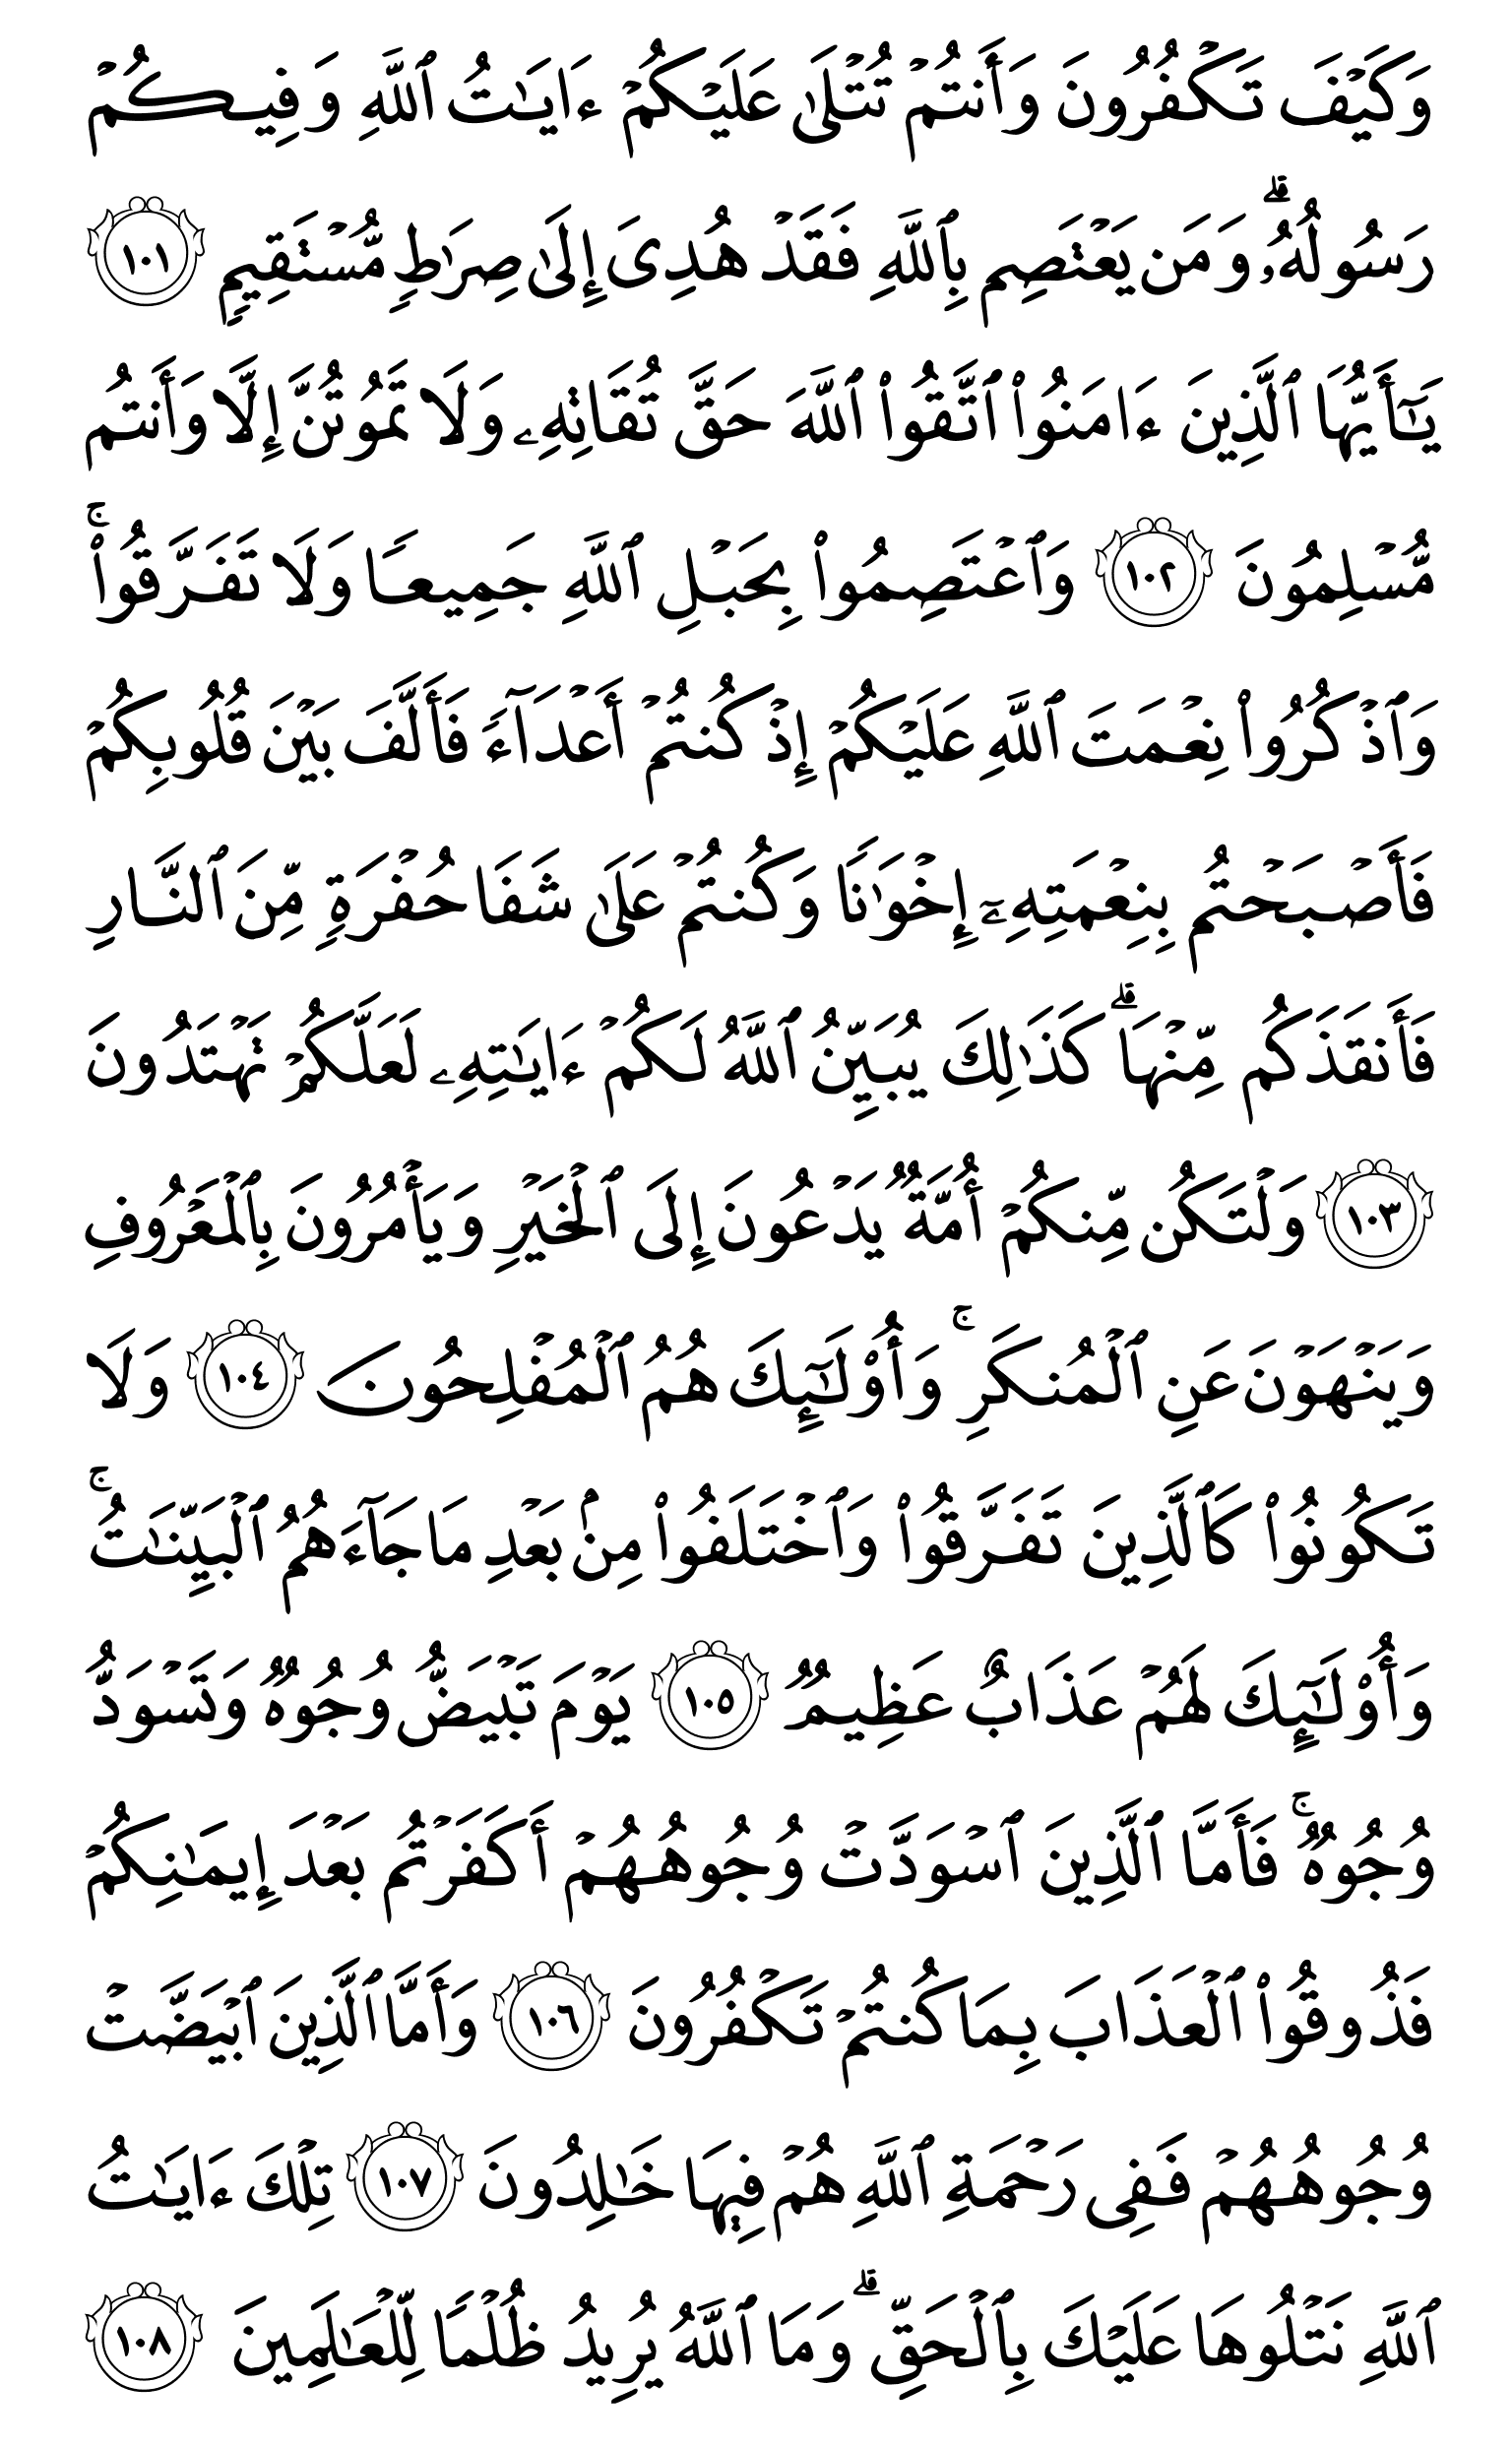 وَكَيْفَ تَكْفُرُونَ وَأَنتُمْ تُتْلَىٰ عَلَيْكُمْ ءَايَـٰتُ ٱللَّهِ وَفِيكُمْ
رَسُولُهُۥ ۗ وَمَن يَعْتَصِم بِٱللَّهِ فَقَدْ هُدِىَ إِلَىٰ صِرَٰطٍ مُّسْتَقِيمٍ ١٠١
يَـٰٓأَيُّهَا ٱلَّذِينَ ءَامَنُوا۟ ٱتَّقُوا۟ ٱللَّهَ حَقَّ تُقَاتِهِۦ وَلَا تَمُوتُنَّ إِلَّا وَأَنتُم
مُّسْلِمُونَ ١٠٢ وَٱعْتَصِمُوا۟ بِحَبْلِ ٱللَّهِ جَمِيعًا وَلَا تَفَرَّقُوا۟ ۚ
وَٱذْكُرُوا۟ نِعْمَتَ ٱللَّهِ عَلَيْكُمْ إِذْ كُنتُمْ أَعْدَآءً فَأَلَّفَ بَيْنَ قُلُوبِكُمْ
فَأَصْبَحْتُم بِنِعْمَتِهِۦٓ إِخْوَٰنًا وَكُنتُمْ عَلَىٰ شَفَا حُفْرَةٍ مِّنَ ٱلنَّارِ
فَأَنقَذَكُم مِّنْهَا ۗ كَذَٰلِكَ يُبَيِّنُ ٱللَّهُ لَكُمْ ءَايَـٰتِهِۦ لَعَلَّكُمْ تَهْتَدُونَ
١٠٣ وَلْتَكُن مِّنكُمْ أُمَّةٌ يَدْعُونَ إِلَى ٱلْخَيْرِ وَيَأْمُرُونَ بِٱلْمَعْرُوفِ
وَيَنْهَوْنَ عَنِ ٱلْمُنكَرِ ۚ وَأُو۟لَـٰٓئِكَ هُمُ ٱلْمُفْلِحُونَ ١٠٤ وَلَا
تَكُونُوا۟ كَٱلَّذِينَ تَفَرَّقُوا۟ وَٱخْتَلَفُوا۟ مِنۢ بَعْدِ مَا جَآءَهُمُ ٱلْبَيِّنَـٰتُ ۚ
وَأُو۟لَـٰٓئِكَ لَهُمْ عَذَابٌ عَظِيمٌ ١٠٥ يَوْمَ تَبْيَضُّ وُجُوهٌ وَتَسْوَدُّ
وُجُوهٌ ۚ فَأَمَّا ٱلَّذِينَ ٱسْوَدَّتْ وُجُوهُهُمْ أَكَفَرْتُم بَعْدَ إِيمَـٰنِكُمْ
فَذُوقُوا۟ ٱلْعَذَابَ بِمَا كُنتُمْ تَكْفُرُونَ ١٠٦ وَأَمَّا ٱلَّذِينَ ٱبْيَضَّتْ
وُجُوهُهُمْ فَفِى رَحْمَةِ ٱللَّهِ هُمْ فِيهَا خَـٰلِدُونَ ١٠٧ تِلْكَ ءَايَـٰتُ
ٱللَّهِ نَتْلُوهَا عَلَيْكَ بِٱلْحَقِّ ۗ وَمَا ٱللَّهُ يُرِيدُ ظُلْمًا لِّلْعَـٰلَمِينَ ١٠٨